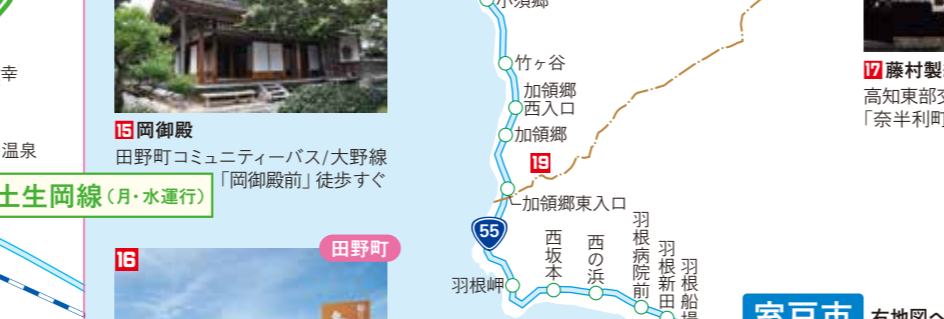 幸
温泉
土生岡線（月・水運行）
15 岡御殿
田野町コミュニティーバス/大野線
「岡御殿前」徒歩すぐ
16
田野町
小須郷
竹ヶ谷
加領郷
西入口
加領郷
19
加領郷東入口
55
羽根岬
西坂本
西の浜
羽根病院前
羽根新田
羽根船場
17 藤村製
高知東部交
「奈半利町
室戸市 右地図へ